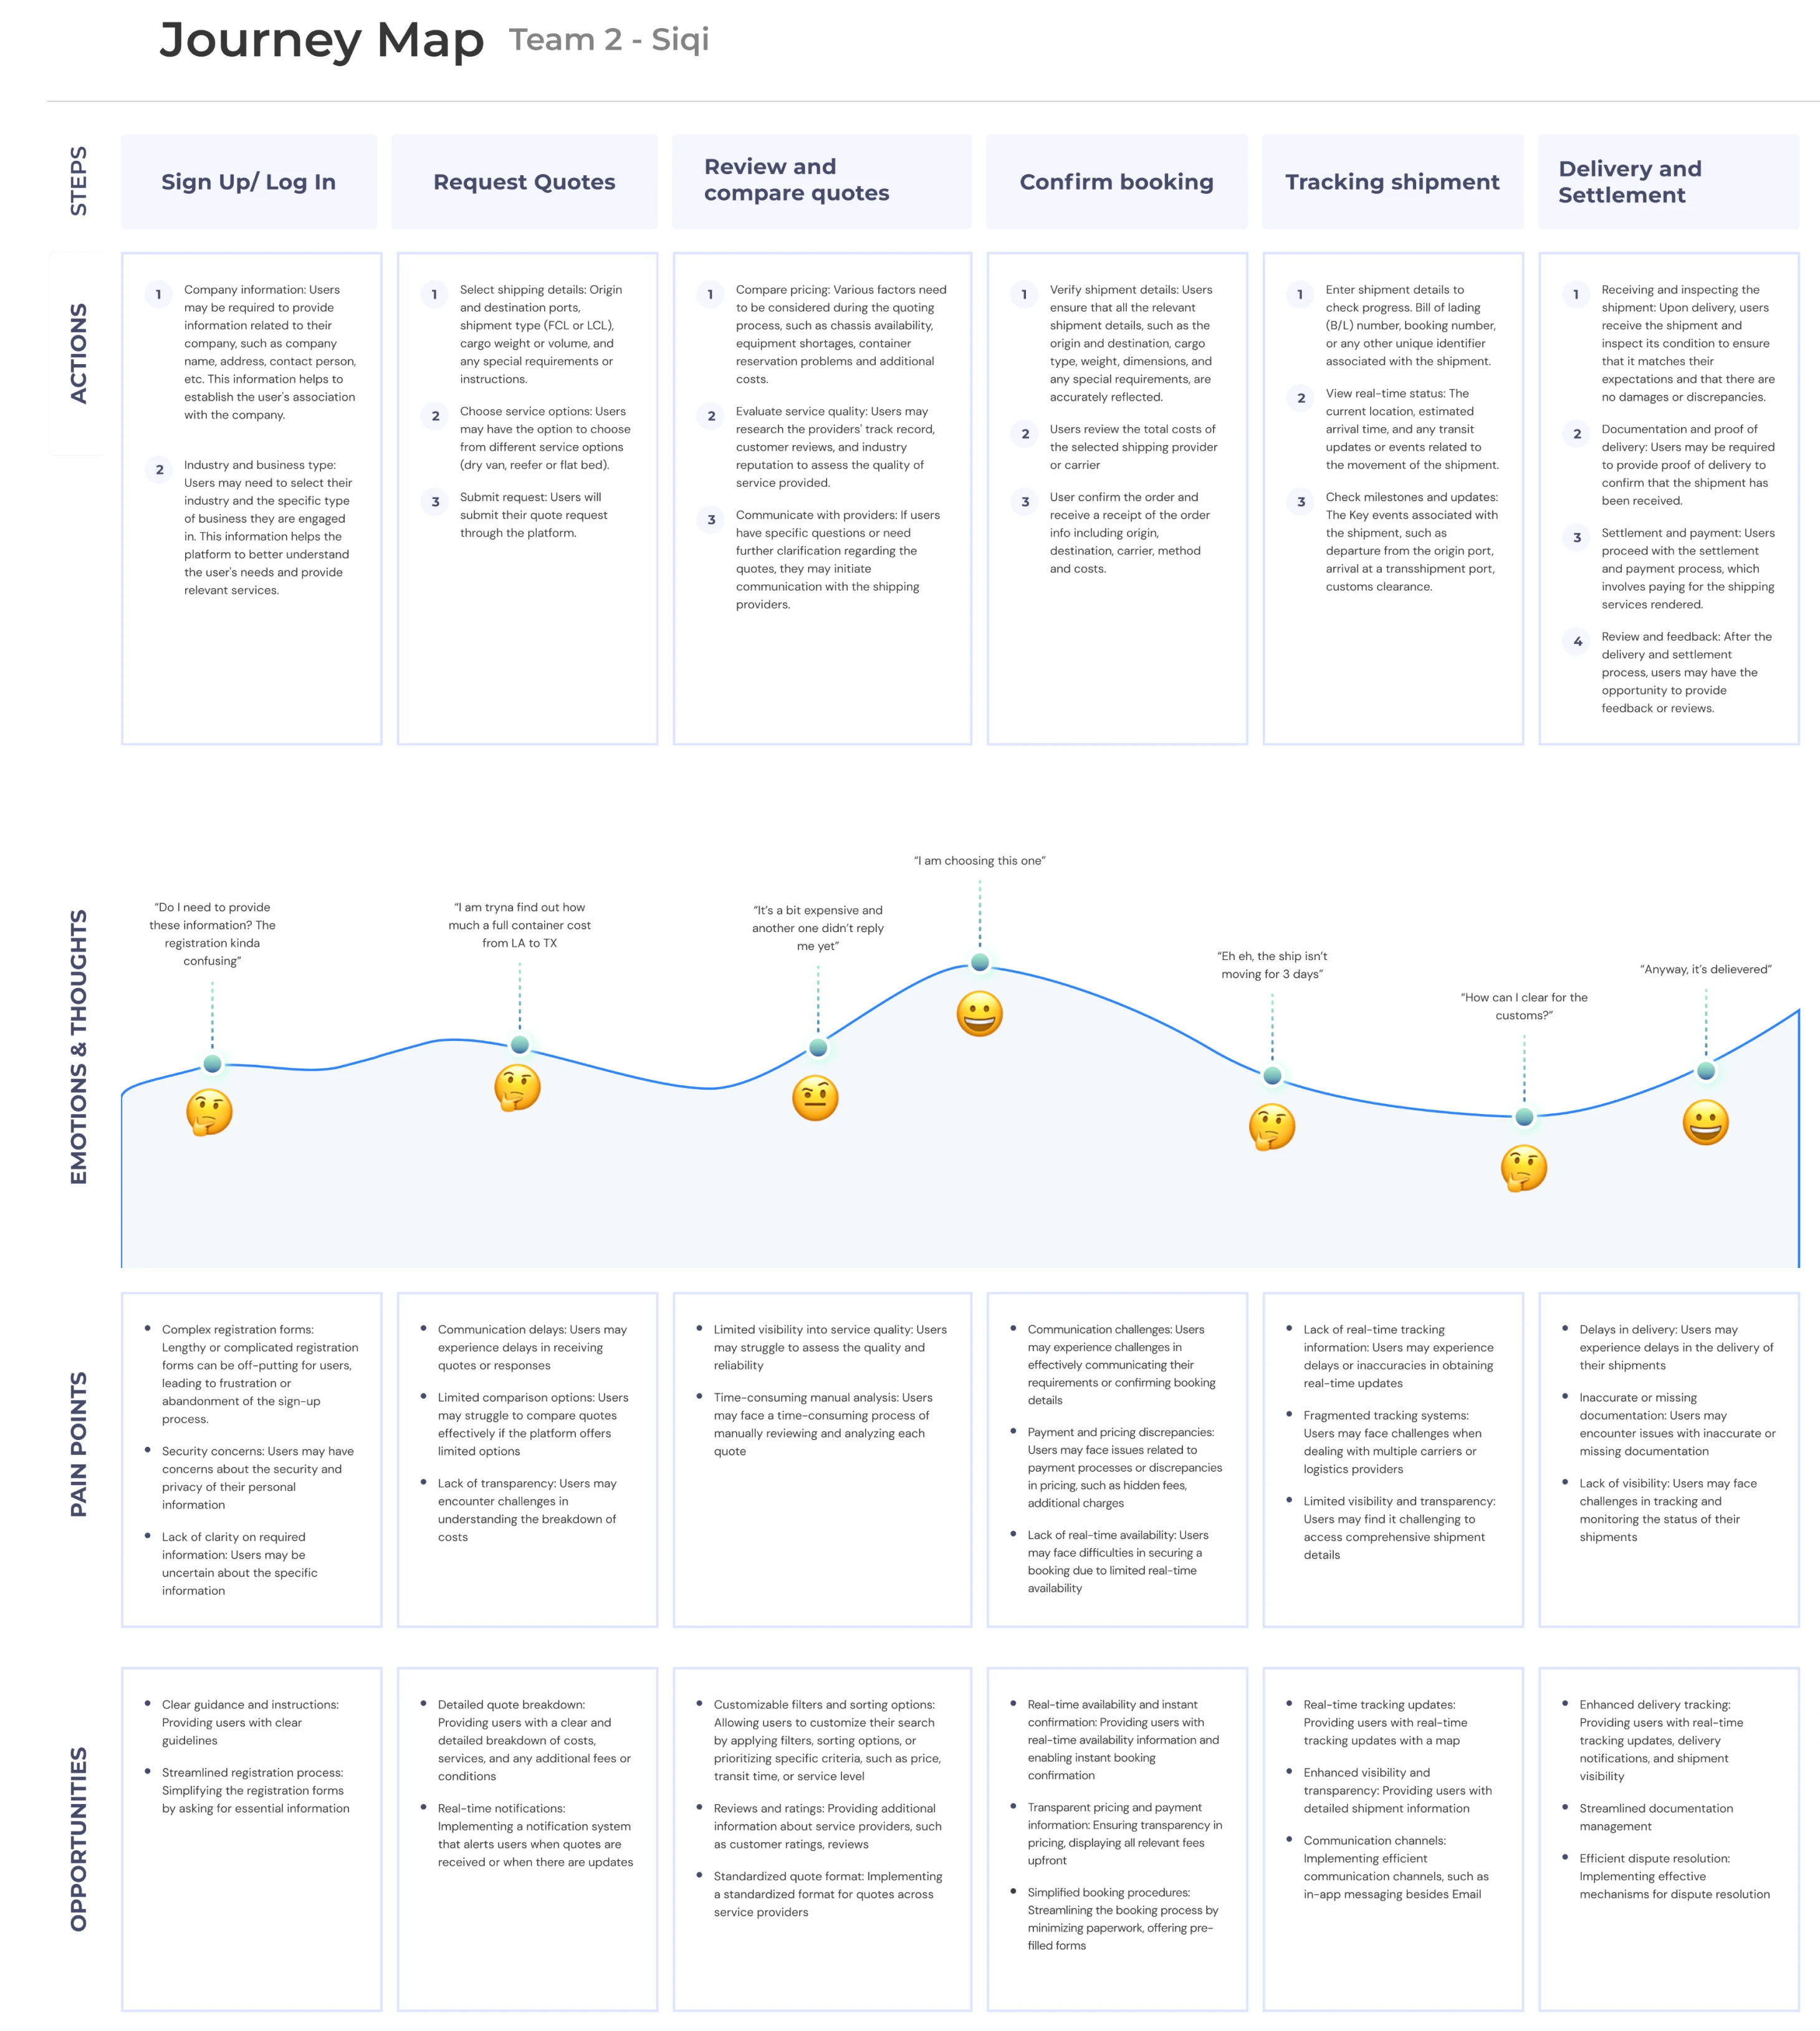 Journey Map
Team 2 - Siqi
STEPS
Sign Up/ Log In
Request Quotes
Review and
compare quotes
Confirm booking
Tracking shipment
Delivery and
Settlement
ACTIONS
1
Company information: Users
may be required to provide
information related to their
company, such as company
name, address, contact person,
etc. This information helps to
establish the user's association
with the company.
2
Industry and business type:
Users may need to select their
industry and the specific type
of business they are engaged
in. This information helps the
platform to better understand
the user's needs and provide
relevant services.
1
Select shipping details: Origin
and destination ports,
shipment type (FCL or LCL),
cargo weight or volume, and
any special requirements or
instructions.
2
Choose service options: Users
may have the option to choose
from different service options
(dry van, reefer or flat bed).
3
Submit request: Users will
submit their quote request
through the platform.
1
Compare pricing: Various factors need
to be considered during the quoting
process, such as chassis availability,
equipment shortages, container
reservation problems and additional
costs.
2
Evaluate service quality: Users may
research the providers' track record,
customer reviews, and industry
reputation to assess the quality of
service provided.
3
Communicate with providers: If users
have specific questions or need
further clarification regarding the
quotes, they may initiate
communication with the shipping
providers.
1
Verify shipment details: Users
ensure that all the relevant
shipment details, such as the
origin and destination, cargo
type, weight, dimensions, and
any special requirements, are
accurately reflected.
2
Users review the total costs of
the selected shipping provider
or carrier
3
User confirm the order and
receive a receipt of the order
info including origin,
destination, carrier, method
and costs.
1
Enter shipment details to
check progress. Bill of lading
(B/L) number, booking number,
or any other unique identifier
associated with the shipment.
2
View real-time status: The
current location, estimated
arrival time, and any transit
updates or events related to
the movement of the shipment.
3
Check milestones and updates:
The Key events associated with
the shipment, such as
departure from the origin port,
arrival at a transshipment port,
customs clearance.
1
Receiving and inspecting the
shipment: Upon delivery, users
receive the shipment and
inspect its condition to ensure
that it matches their
expectations and that there are
no damages or discrepancies.
2
Documentation and proof of
delivery: Users may be required
to provide proof of delivery to
confirm that the shipment has
been received.
3
Settlement and payment: Users
proceed with the settlement
and payment process, which
involves paying for the shipping
services rendered.
4
Review and feedback: After the
delivery and settlement
process, users may have the
opportunity to provide
feedback or reviews.
EMOTIONS & THOUGHTS
“Do I need to provide
these information? The
registration kinda
confusing”
“I am tryna find out how
much a full container cost
from LA to TX
“It’s a bit expensive and
another one didn’t reply
me yet”
“I am choosing this one”
“Eh eh, the ship isn’t
moving for 3 days”
“How can I clear for the
customs?”
“Anyway, it’s delievered”
PAIN POINTS
Complex registration forms:
Lengthy or complicated registration
forms can be off-putting for users,
leading to frustration or
abandonment of the sign-up
process.
Security concerns: Users may have
concerns about the security and
privacy of their personal
information
Lack of clarity on required
information: Users may be
uncertain about the specific
information
Communication delays: Users may
experience delays in receiving
quotes or responses
Limited comparison options: Users
may struggle to compare quotes
effectively if the platform offers
limited options
Lack of transparency: Users may
encounter challenges in
understanding the breakdown of
costs
Limited visibility into service quality: Users
may struggle to assess the quality and
reliability
Time-consuming manual analysis: Users
may face a time-consuming process of
manually reviewing and analyzing each
quote
Communication challenges: Users
may experience challenges in
effectively communicating their
requirements or confirming booking
details
Payment and pricing discrepancies:
Users may face issues related to
payment processes or discrepancies
in pricing, such as hidden fees,
additional charges
Lack of real-time availability: Users
may face difficulties in securing a
booking due to limited real-time
availability
Lack of real-time tracking
information: Users may experience
delays or inaccuracies in obtaining
real-time updates
Fragmented tracking systems:
Users may face challenges when
dealing with multiple carriers or
logistics providers
Limited visibility and transparency:
Users may find it challenging to
access comprehensive shipment
details
Delays in delivery: Users may
experience delays in the delivery of
their shipments
Inaccurate or missing
documentation: Users may
encounter issues with inaccurate or
missing documentation
Lack of visibility: Users may face
challenges in tracking and
monitoring the status of their
shipments
OPPORTUNITIES
Clear guidance and instructions:
Providing users with clear
guidelines
Streamlined registration process:
Simplifying the registration forms
by asking for essential information
Detailed quote breakdown:
Providing users with a clear and
detailed breakdown of costs,
services, and any additional fees or
conditions
Real-time notifications:
Implementing a notification system
that alerts users when quotes are
received or when there are updates
Customizable filters and sorting options:
Allowing users to customize their search
by applying filters, sorting options, or
prioritizing specific criteria, such as price,
transit time, or service level
Reviews and ratings: Providing additional
information about service providers, such
as customer ratings, reviews
Standardized quote format: Implementing
a standardized format for quotes across
service providers
Real-time availability and instant
confirmation: Providing users with
real-time availability information and
enabling instant booking
confirmation
Transparent pricing and payment
information: Ensuring transparency in
pricing, displaying all relevant fees
upfront
Simplified booking procedures:
Streamlining the booking process by
minimizing paperwork, offering pre-
filled forms
Real-time tracking updates:
Providing users with real-time
tracking updates with a map
Enhanced visibility and
transparency: Providing users with
detailed shipment information
Communication channels:
Implementing efficient
communication channels, such as
in-app messaging besides Email
Enhanced delivery tracking:
Providing users with real-time
tracking updates, delivery
notifications, and shipment
visibility
Streamlined documentation
management
Efficient dispute resolution:
Implementing effective
mechanisms for dispute resolution